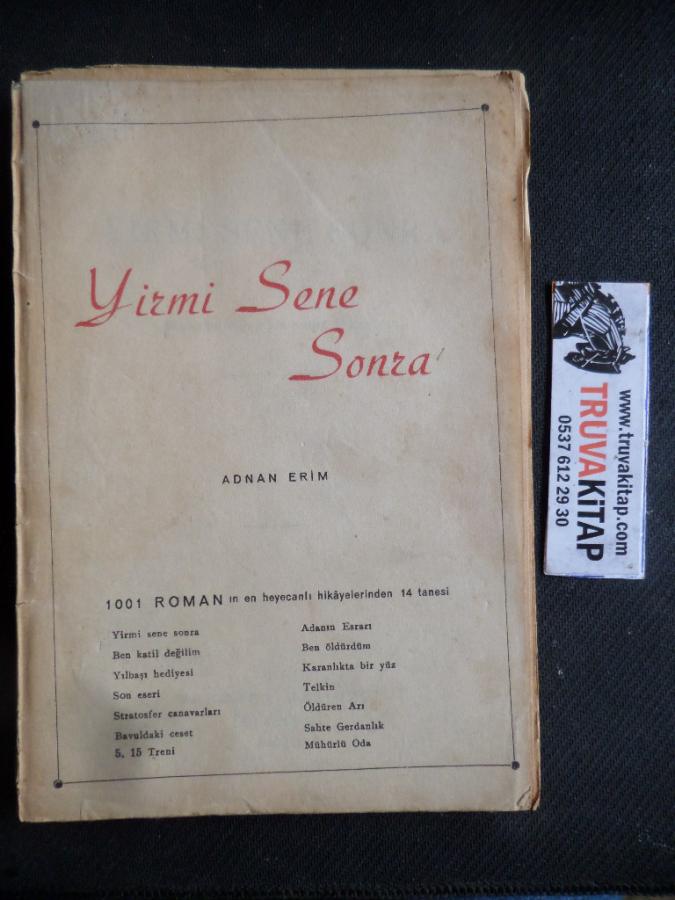 Yirmi Sene
Sonra
ADNAN ERİM
1001 ROMAN ın en heyecanlı hikâyelerinden 14 tanesi
Yirmi sene sonra
Ben katil değilim
Yılbaşı hediyesi
Son eseri
Stratosfer canavarları
Bavuldaki ceset
5, 15 Treni
Adanın Esrarı
Ben öldürdüm
Karanlıkta bir yüz
Telkin
Öldüren Arı
Sahte Gerdanlık
Mühürlü Oda
www.truvakitap.com
TRUVAKİTAP
0537 612 29 30